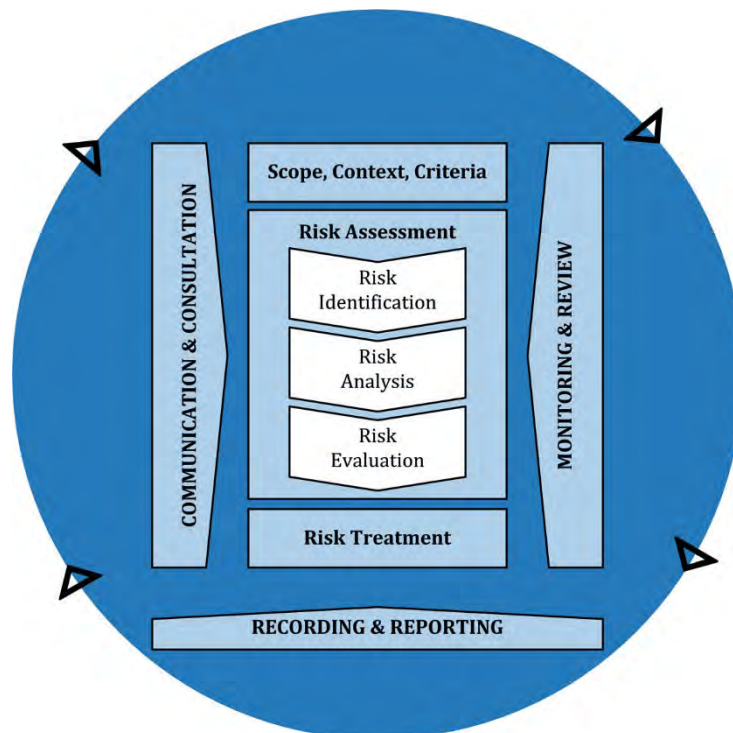 Scope, Context, Criteria
Risk Assessment
Risk
Identification
Risk
Analysis
Risk
Evaluation
Risk Treatment
COMMUNICATION & CONSULTATION
MONITORING & REVIEW
RECORDING & REPORTING